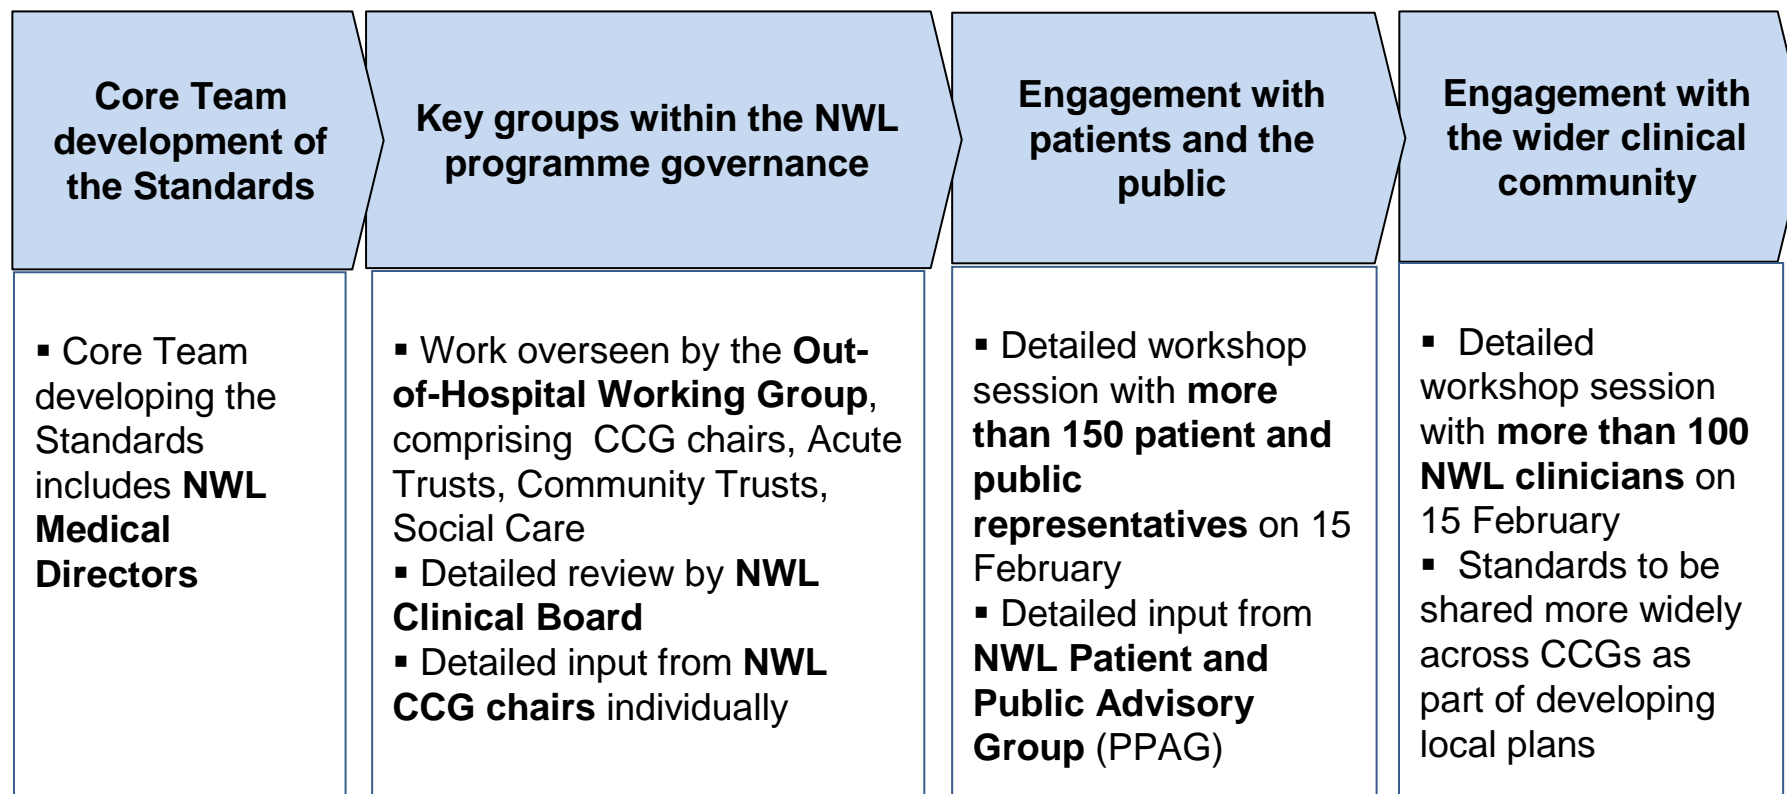 Core Team
development of
the Standards
Key groups within the NWL
programme governance
Engagement with
patients and the
public
Engagement with
the wider clinical
community
▪ Core Team
developing the
Standards
includes NWL
Medical
Directors
▪ Work overseen by the Out-
of-Hospital Working Group,
comprising CCG chairs, Acute
Trusts, Community Trusts,
Social Care
▪ Detailed review by NWL
Clinical Board
▪ Detailed input from NWL
CCG chairs individually
▪ Detailed workshop
session with more
than 150 patient and
public
representatives on 15
February
▪ Detailed input from
NWL Patient and
Public Advisory
Group (PPAG)
▪ Detailed
workshop session
with more than 100
NWL clinicians on
15 February
▪ Standards to be
shared more widely
across CCGs as
part of developing
local plans